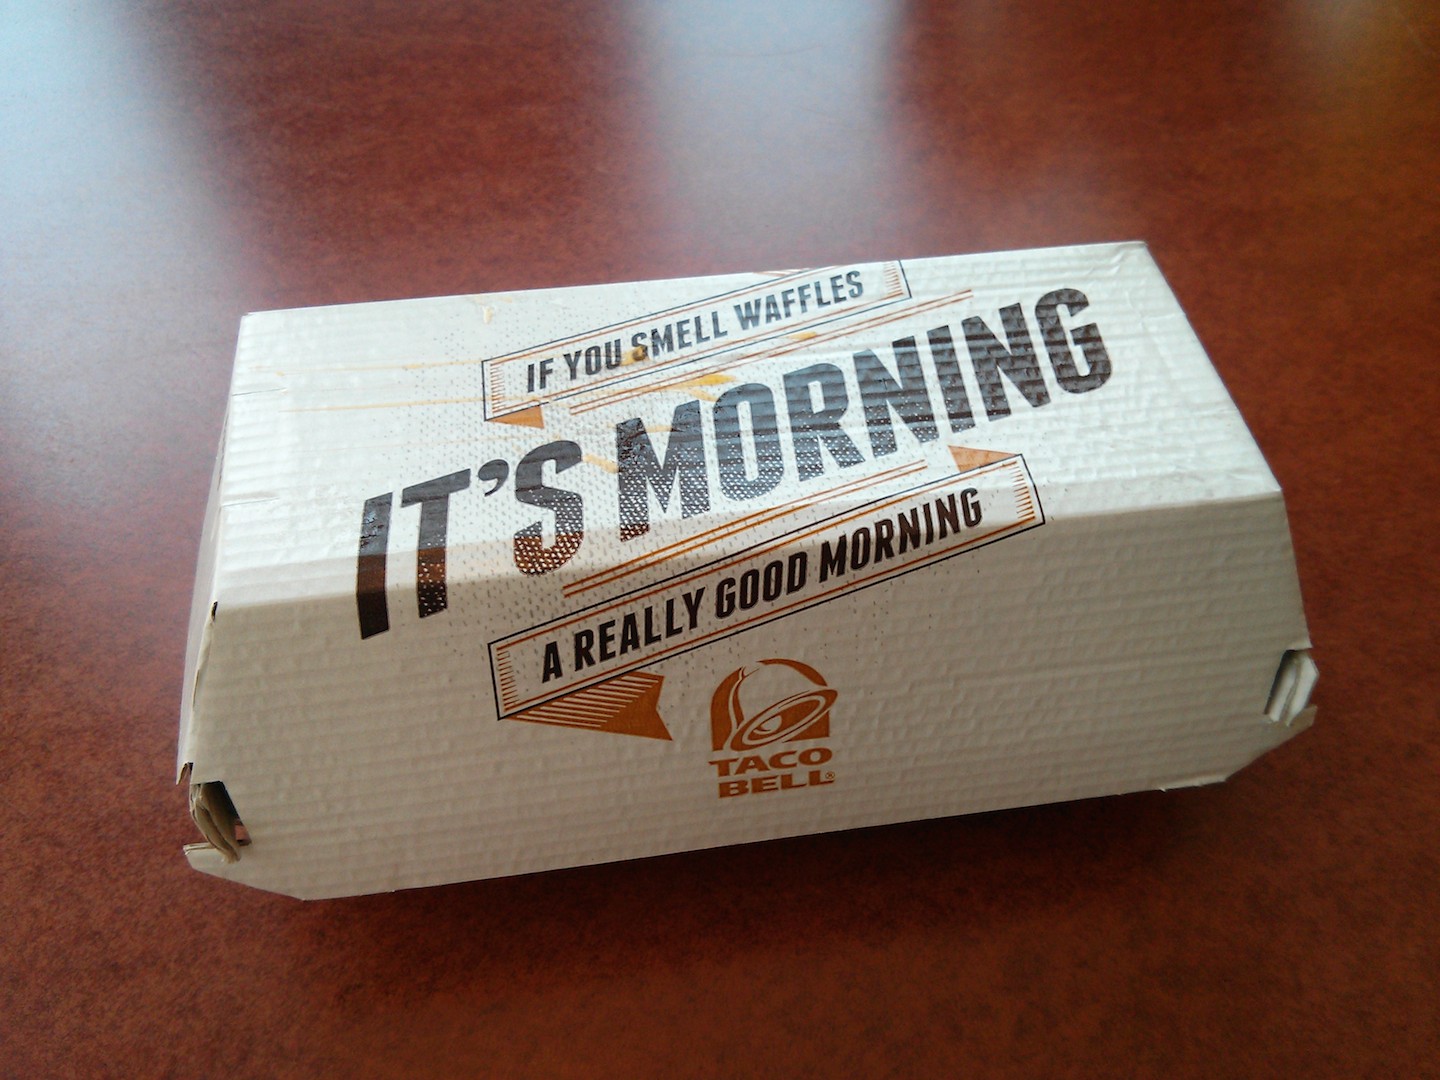 IF YOU SMELL WAFFLES
IT'S MORNING
A REALLY GOOD MORNING
TACO
BELL®